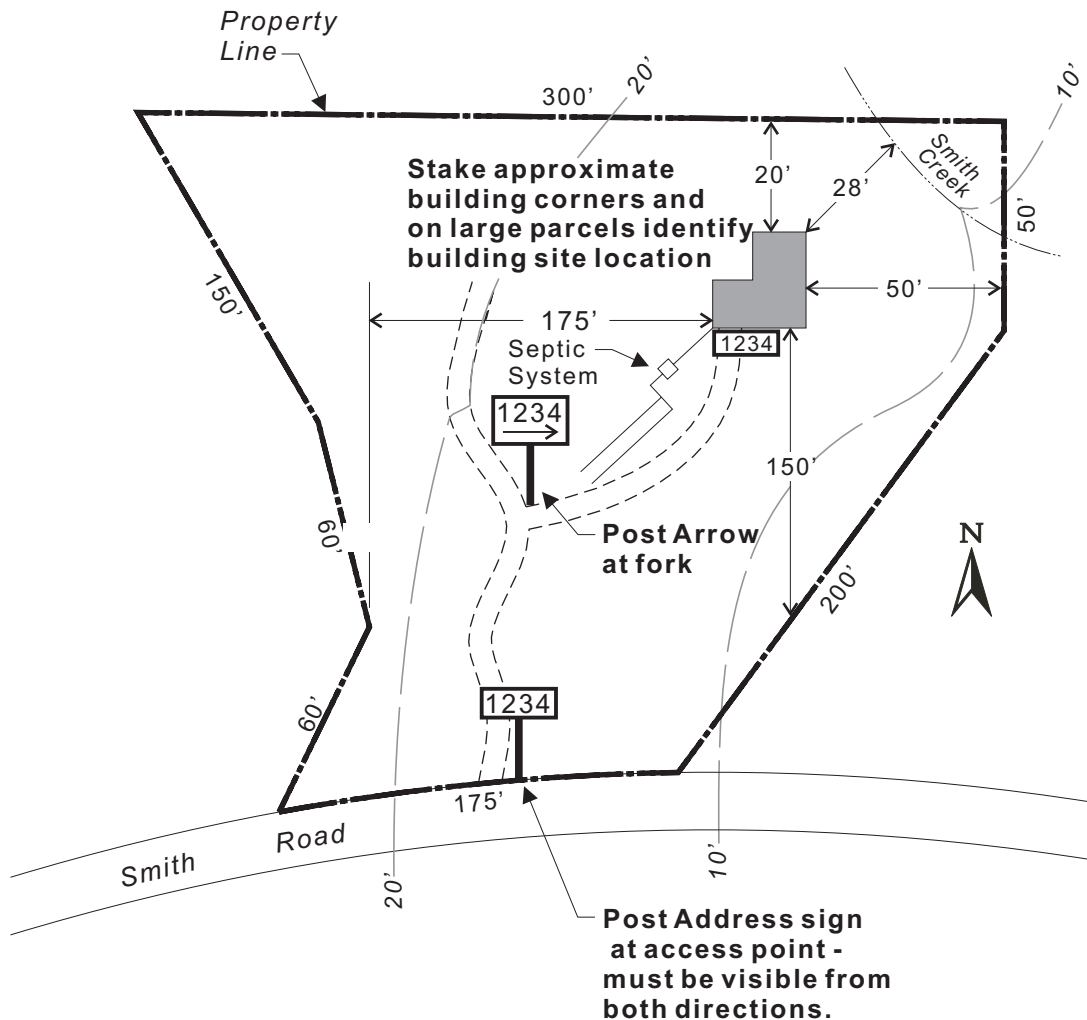 Property
Line
300'
20'
10'
Smith
Creek
Stake approximate
building corners and
on large parcels identify
building site location
20'
28'
50'
150'
50'
175'
1234
Septic
System
1234
150'
60'
Post Arrow
at fork
N
200'
1234
60'
175'
Smith Road
20'
10'
Post Address sign
at access point -
must be visible from
both directions.